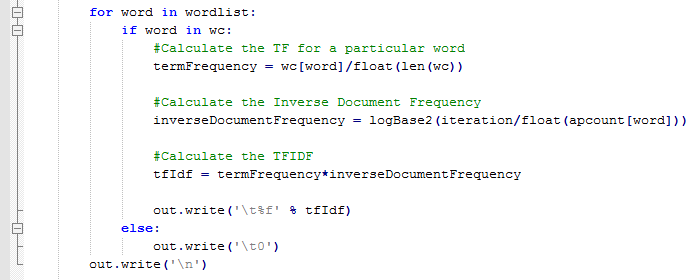 for word in wordlist:
if word in wc:
#Calculate the TF for a particular word
termFrequency = wc[word]/float(len(wc))
#Calculate the Inverse Document Frequency
inverseDocumentFrequency = logBase2(iteration/float(apcount[word]))
#Calculate the TFIDF
tfIdf = termFrequency*inverseDocumentFrequency
out.write('\t%f' % tfIdf)
else:
out.write('\t0')
out.write('\n')